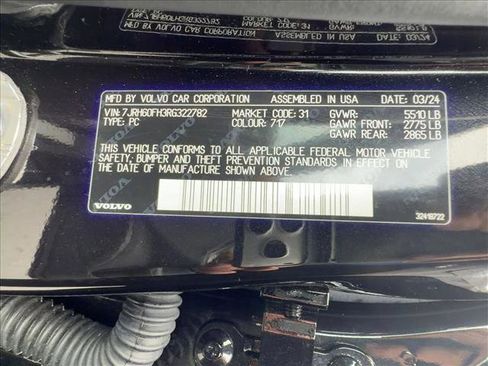 MFD BY VOLVO CAR CORPORATION ASSEMBLED IN USA DATE 03/24
VIN: 7JRH60FH3RG322782 MARKET CODE: 31 GVWR: 5510 LB
TYPE: PC COLOUR: 717 GAWR FRONT: 2775 LB
GAWR REAR: 2865 LB
THIS VEHICLE CONFORMS TO ALL APPLICABLE FEDERAL MOTOR VEHICLE
SAFETY, BUMPER AND THEFT PREVENTION STANDARDS IN EFFECT ON
THE DATE OF MANUFACTURE SHOWN ABOVE.
VOLVO
32419722